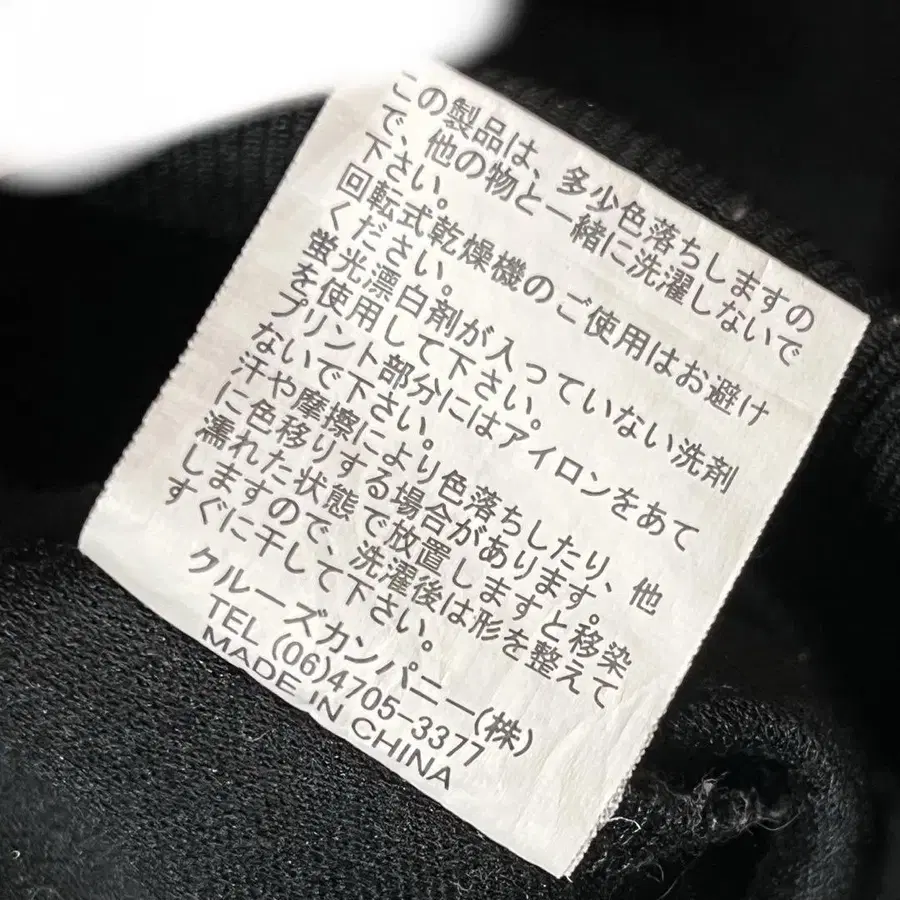 この製品は、多少色落ちしますの
で、他の物と一緒に洗濯しないで
下さい。
回転式乾燥機のご使用はお避け
ください。
蛍光漂白剤が入っていない洗剤
を使用して下さい。
プリント部分にはアイロンをあて
ないで下さい。
汗や摩擦により色落ちしたり、他
に色移りする場合があります。
濡れた状態で放置しますと移染
しますので、洗濯後は形を整えて
すぐに干して下さい。
クルーズカンパニー(株)
TEL (06)4705-3377
MADE IN CHINA